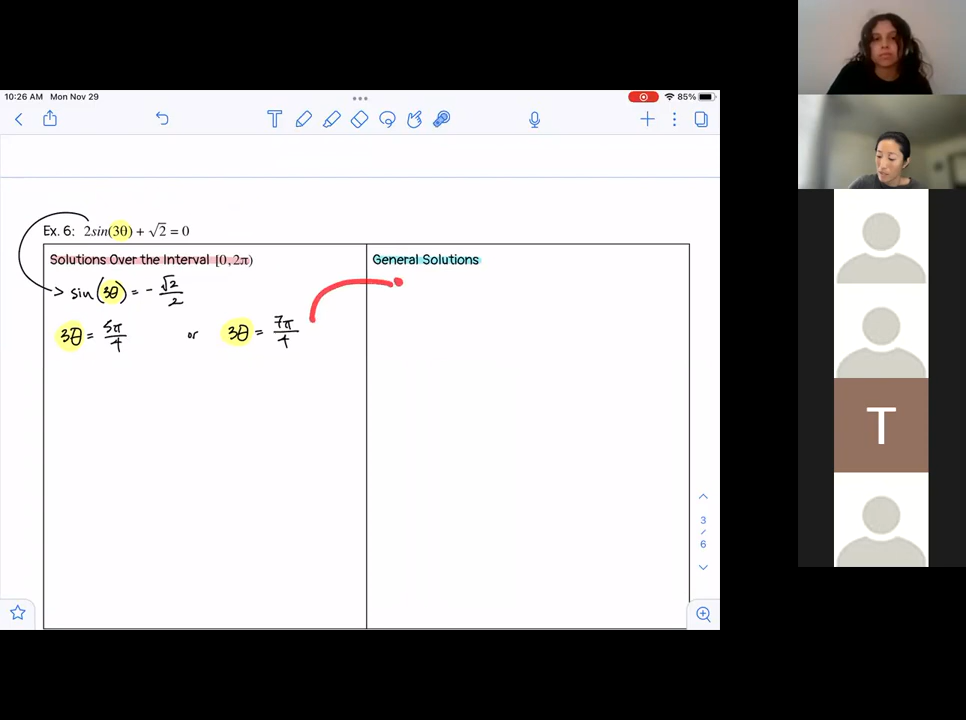 10:26 AM Mon Nov 29
85%
T
Ex. 6: 2sin(3θ) + √2 = 0
Solutions Over the Interval [0, 2π)
General Solutions
> sin(3θ) = - √2/2
3θ = 5π/4 or 3θ = 7π/4
3/6
T